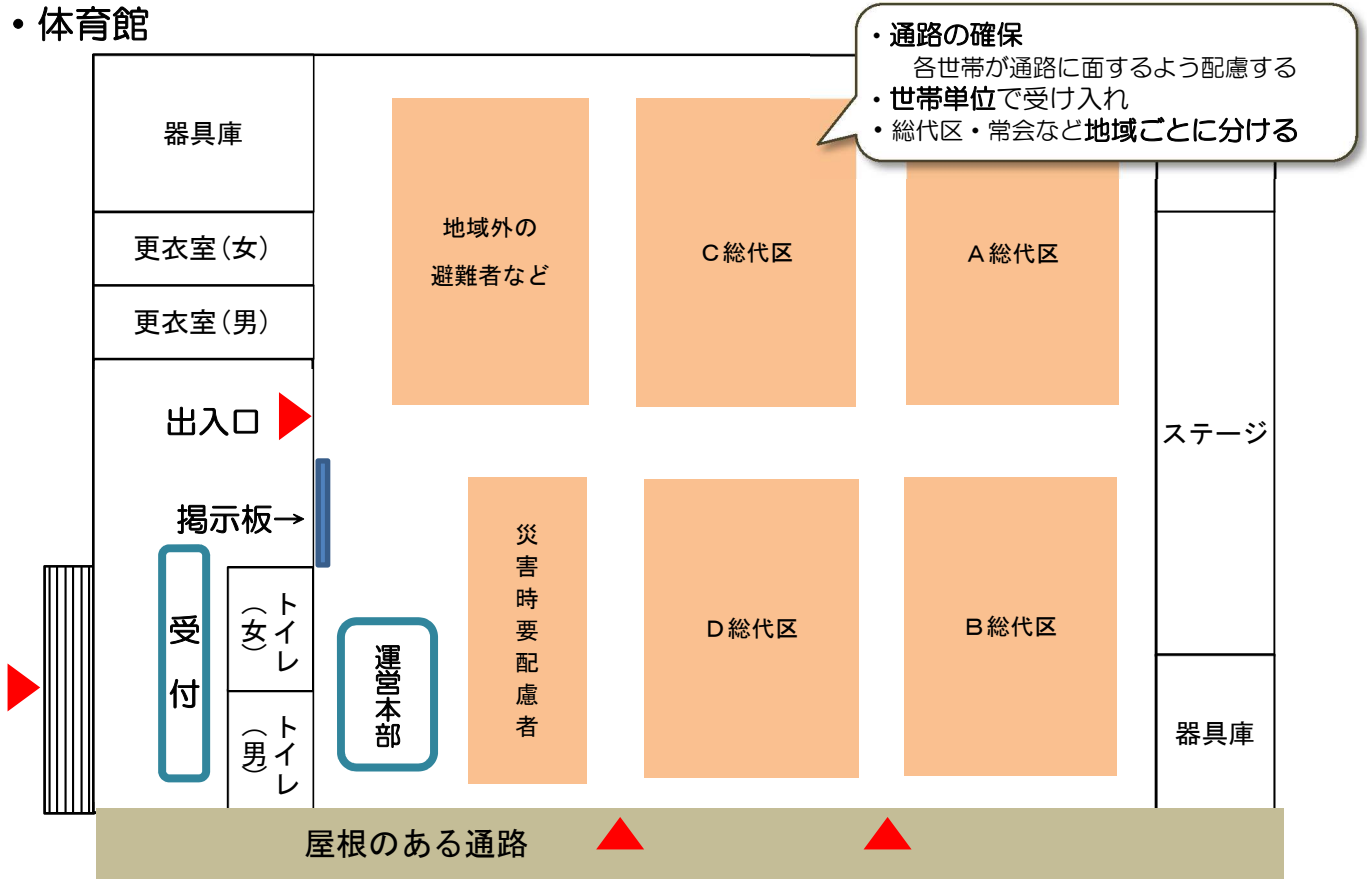 ・体育館
・通路の確保
各世帯が通路に面するよう配慮する
・世帯単位で受け入れ
・総代区・常会など地域ごとに分ける
器具庫
更衣室(女)
更衣室(男)
地域外の
避難者など
C総代区
A総代区
出入口
掲示板→
ステージ
受付
トイレ
(女)
トイレ
(男)
運営本部
災害時要配慮者
D総代区
B総代区
器具庫
屋根のある通路